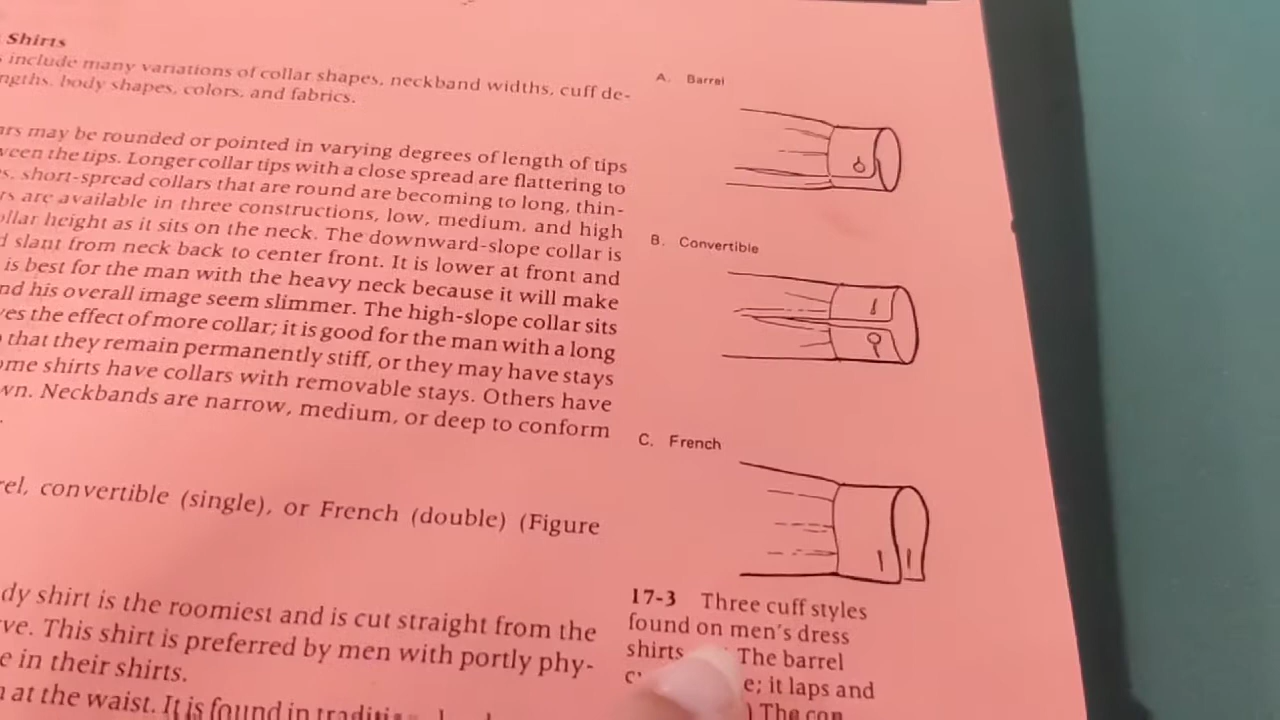 Shirts
include many variations of collar shapes, neckband widths, cuff de-
ngths, body shapes, colors, and fabrics.
ars may be rounded or pointed in varying degrees of length of tips
ween the tips. Longer collar tips with a close spread are flattering to
s, short-spread collars that are round are becoming to long, thin-
rs are available in three constructions, low, medium, and high
ollar height as it sits on the neck. The downward-slope collar is
d slant from neck back to center front. It is lower at front and
is best for the man with the heavy neck because it will make
nd his overall image seem slimmer. The high-slope collar sits
ves the effect of more collar; it is good for the man with a long
that they remain permanently stiff, or they may have stays
ome shirts have collars with removable stays. Others have
wn. Neckbands are narrow, medium, or deep to conform
rel, convertible (single), or French (double) (Figure
dy shirt is the roomiest and is cut straight from the
ve. This shirt is preferred by men with portly phy-
e in their shirts.
at the waist. It is found in
A. Barrel
B. Convertible
C. French
17-3 Three cuff styles
found on men's dress
shirts. The barrel
e; it laps and
) The con